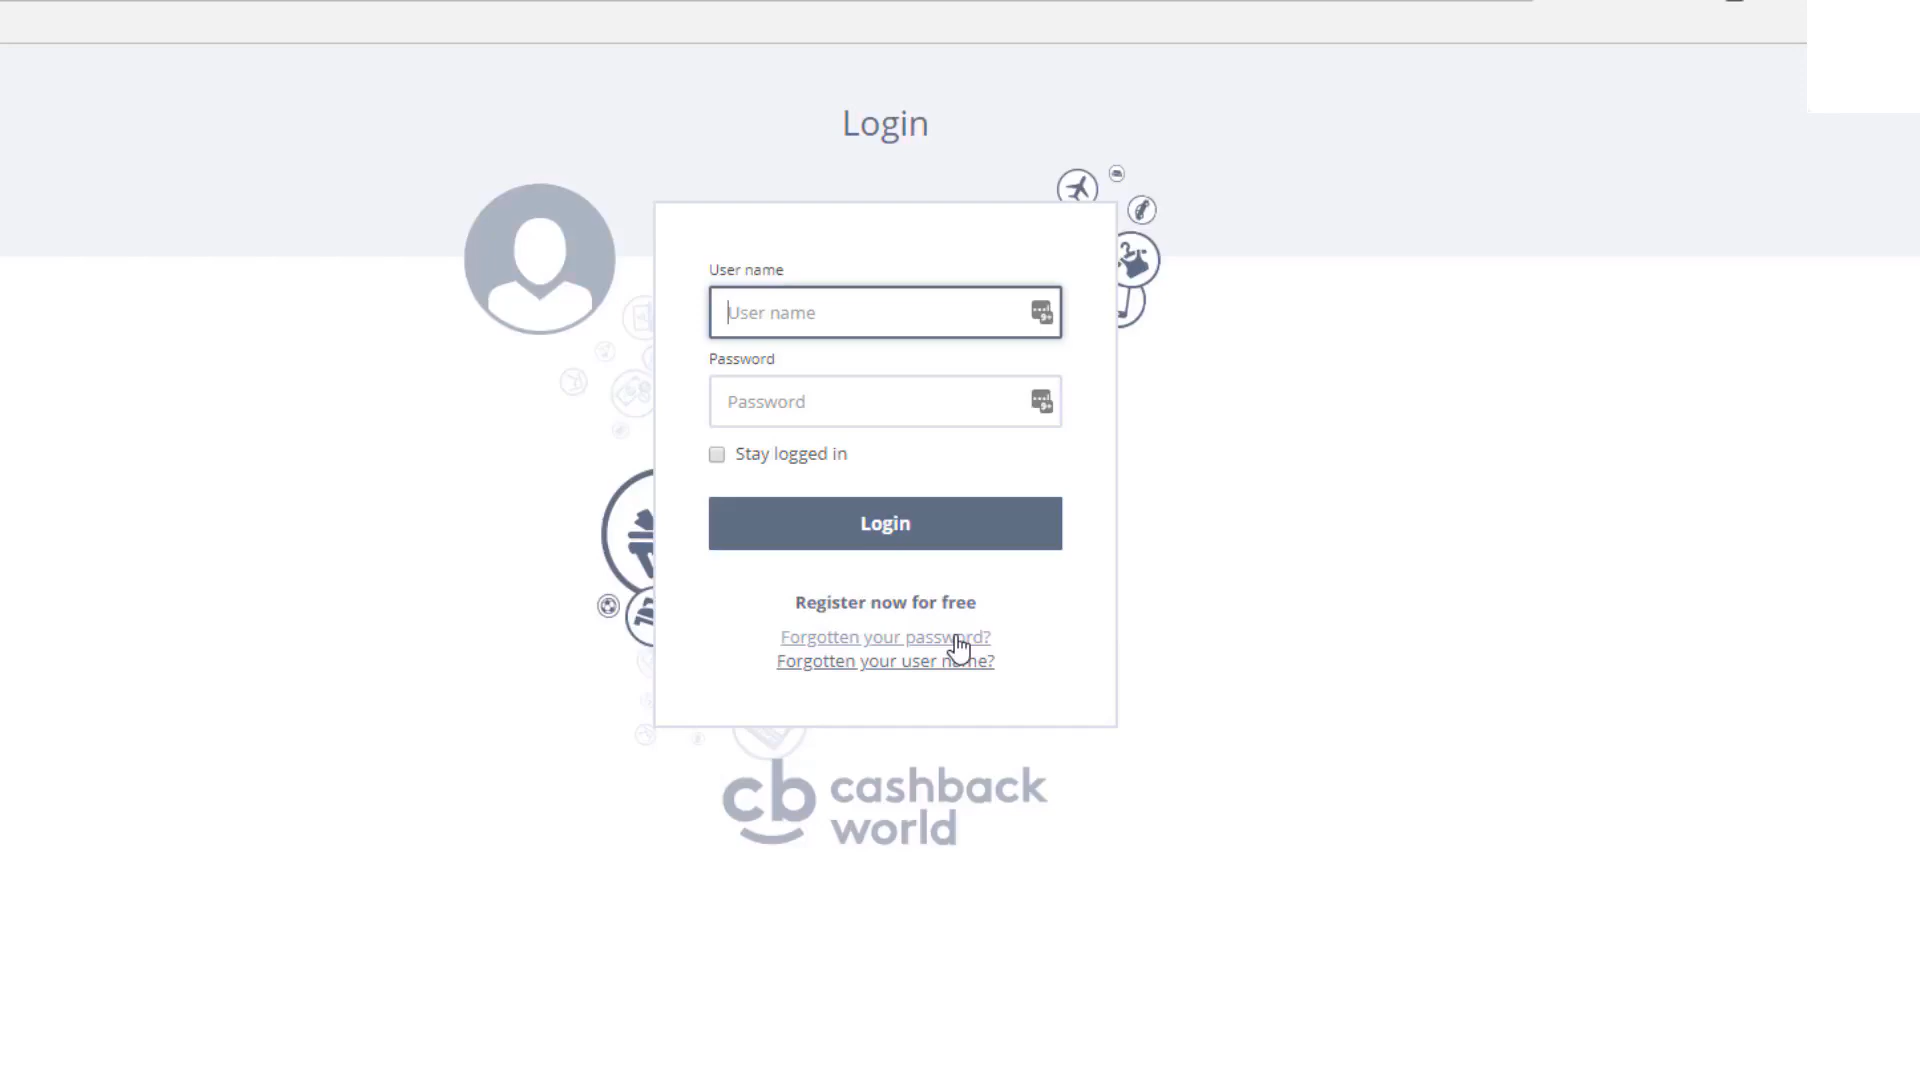 Login
User name
User name
Password
Password
Stay logged in
Login
Register now for free
Forgotten your password?
Forgotten your user name?
cb cashback
world